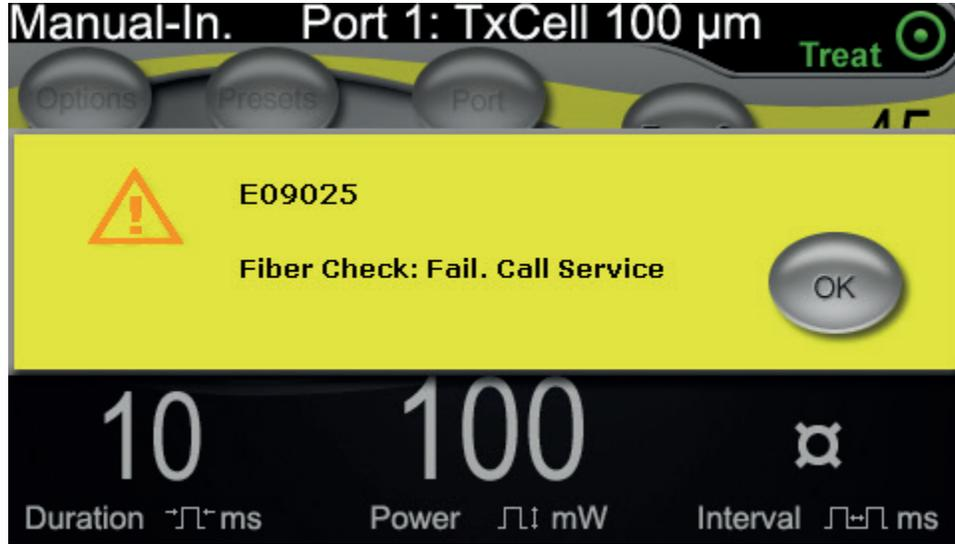 Manual-In. Port 1: TxCell 100 µm
Treat
Options Presets Port
E09025
Fiber Check: Fail. Call Service
OK
10 100 ¤
Duration ms Power mW Interval ms